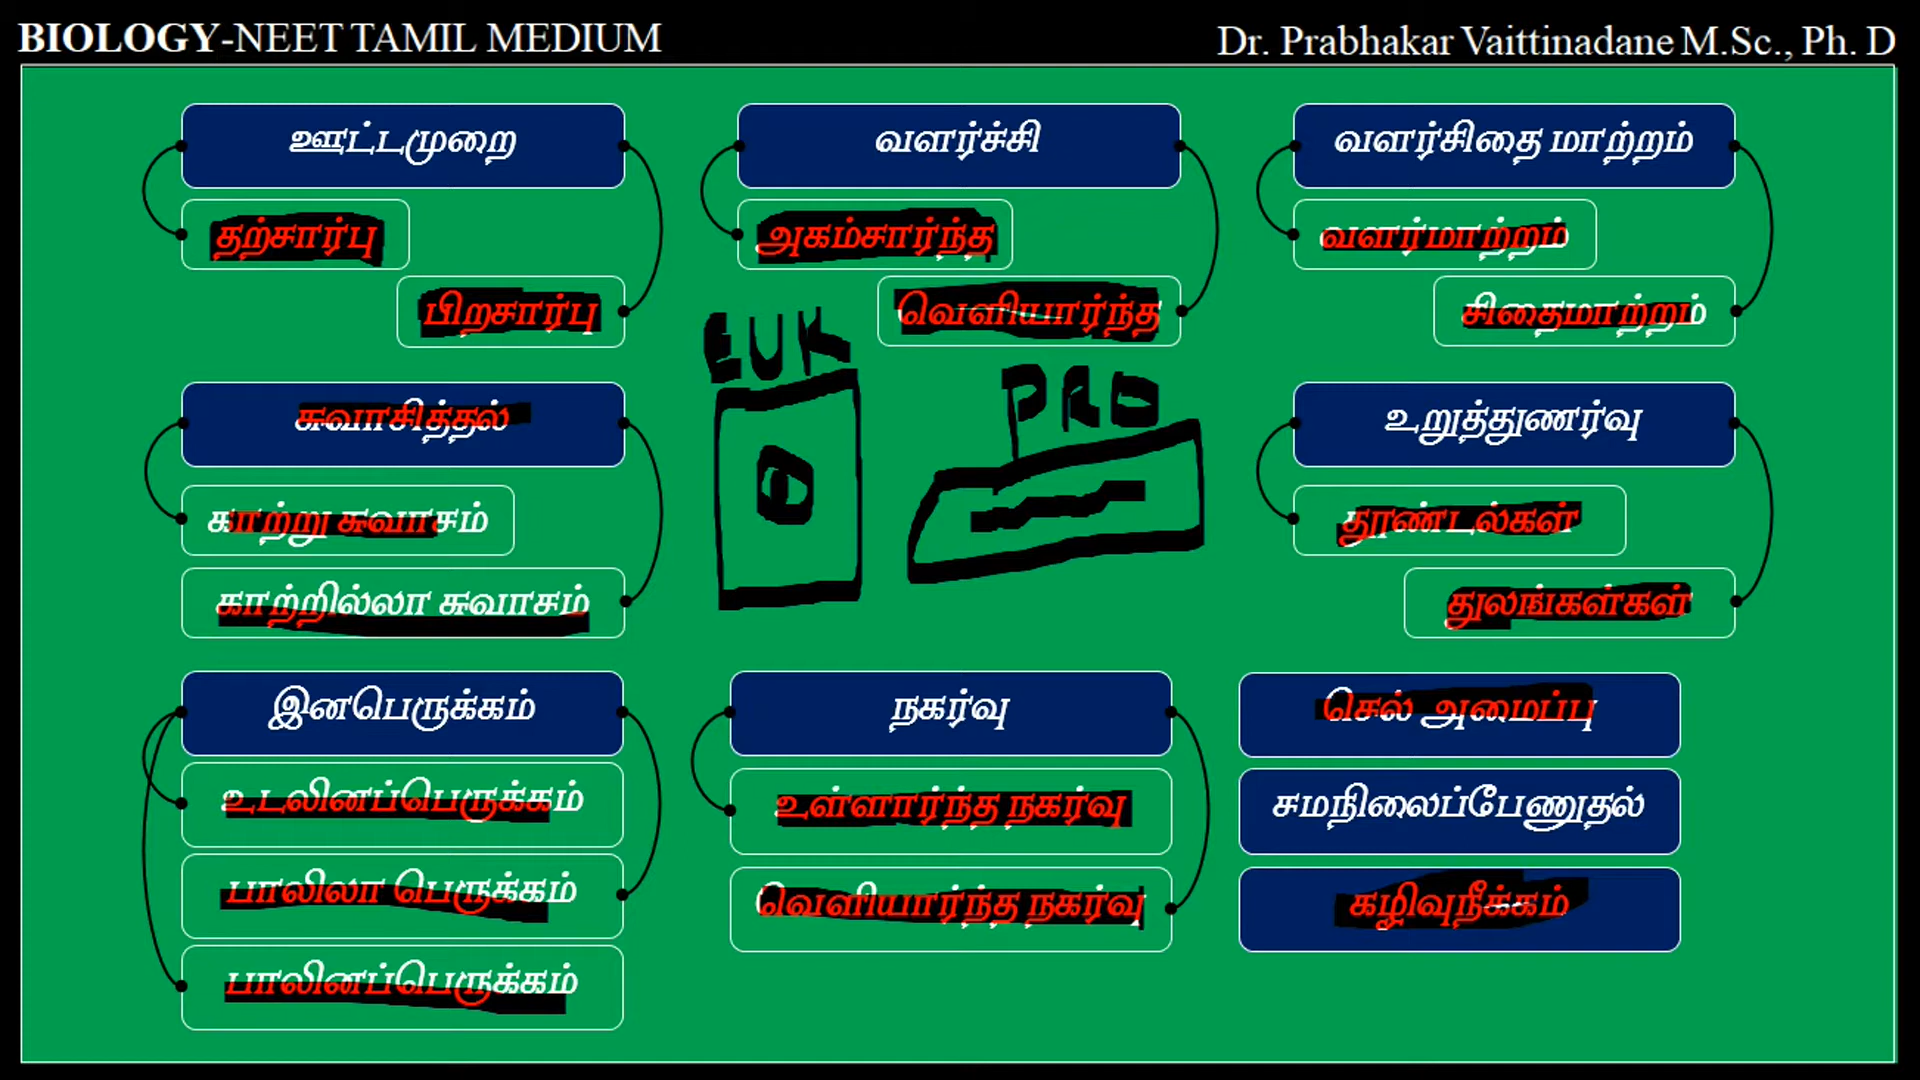 BIOLOGY-NEET TAMIL MEDIUM
Dr. Prabhakar Vaittinadane M.Sc., Ph. D
ஊட்டமுறை
தற்சார்பு
பிறசார்பு
வளர்ச்சி
அகம்சார்ந்த
வெளியார்ந்த
வளர்சிதை மாற்றம்
வளர்மாற்றம்
சிதைமாற்றம்
EUK
PRO
சுவாசித்தல்
காற்று சுவாசம்
காற்றில்லா சுவாசம்
உறுத்துணர்வு
தூண்டல்கள்
துலங்கள்கள்
இனபெருக்கம்
உடலினப்பெருக்கம்
பாலிலா பெருக்கம்
பாலினப்பெருக்கம்
நகர்வு
உள்ளார்ந்த நகர்வு
வெளியார்ந்த நகர்வு
செல் அமைப்பு
சமநிலைப்பேணுதல்
கழிவுநீக்கம்